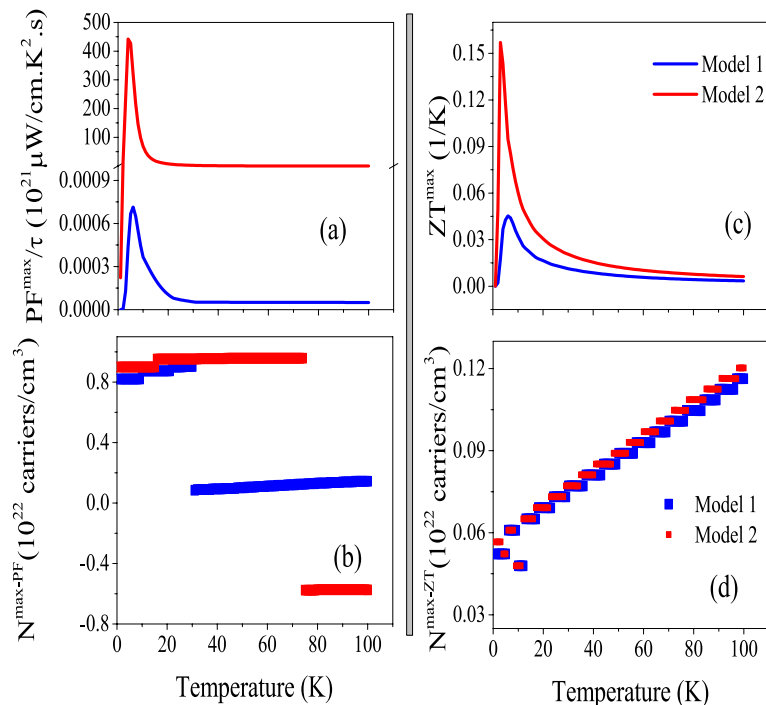 PF^max/τ (10^21 μW/cm.K^2.s)
500
400
300
200
100
0.0009
0.0006
0.0003
0.0000
(a)
ZT^max (1/K)
0.15
0.12
0.09
0.06
0.03
0.00
Model 1
Model 2
(c)
N^max-PF (10^22 carriers/cm^3)
0.8
0.4
0.0
-0.4
-0.8
(b)
0 20 40 60 80 100
Temperature (K)
N^max-ZT (10^22 carriers/cm^3)
0.12
0.09
0.06
0.03
Model 1
Model 2
(d)
0 20 40 60 80 100
Temperature (K)